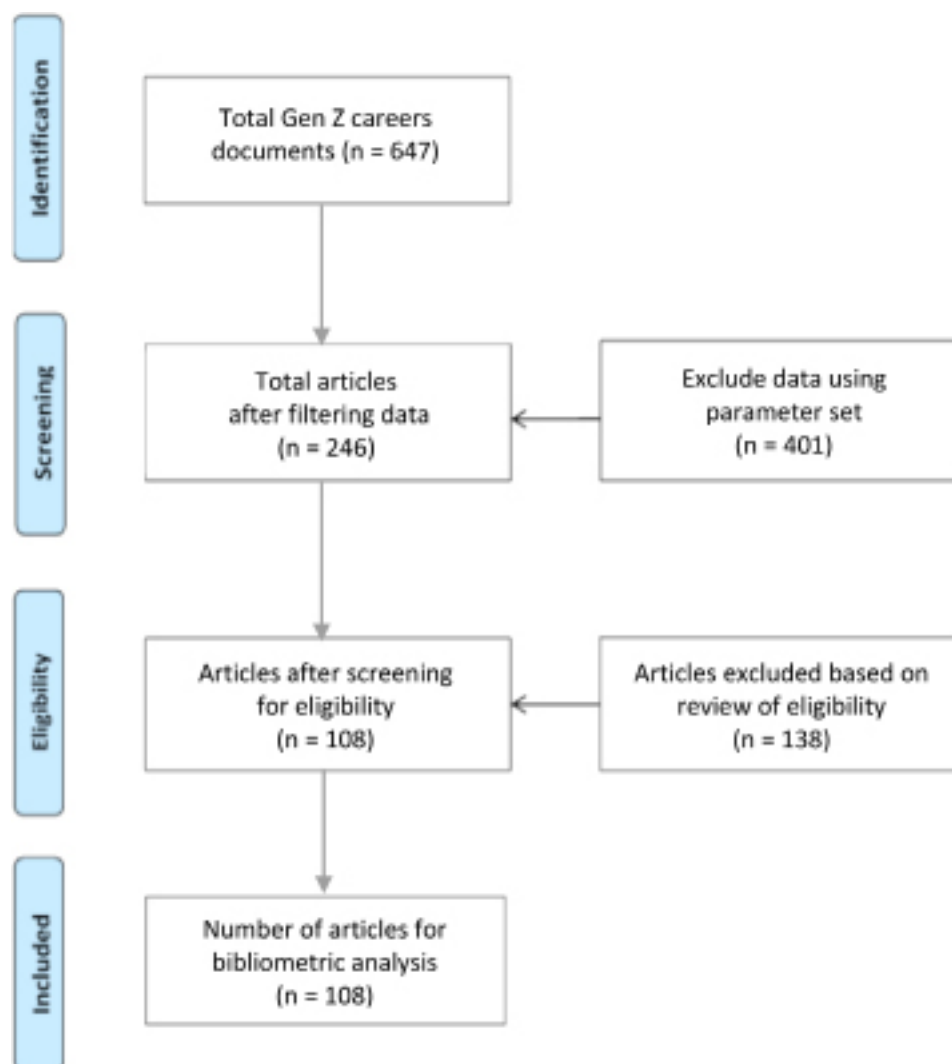 Identification
Total Gen Z careers
documents (n = 647)
Screening
Total articles
after filtering data
(n = 246)
Exclude data using
parameter set
(n = 401)
Eligibility
Articles after screening
for eligibility
(n = 108)
Articles excluded based on
review of eligibility
(n = 138)
Included
Number of articles for
bibliometric analysis
(n = 108)